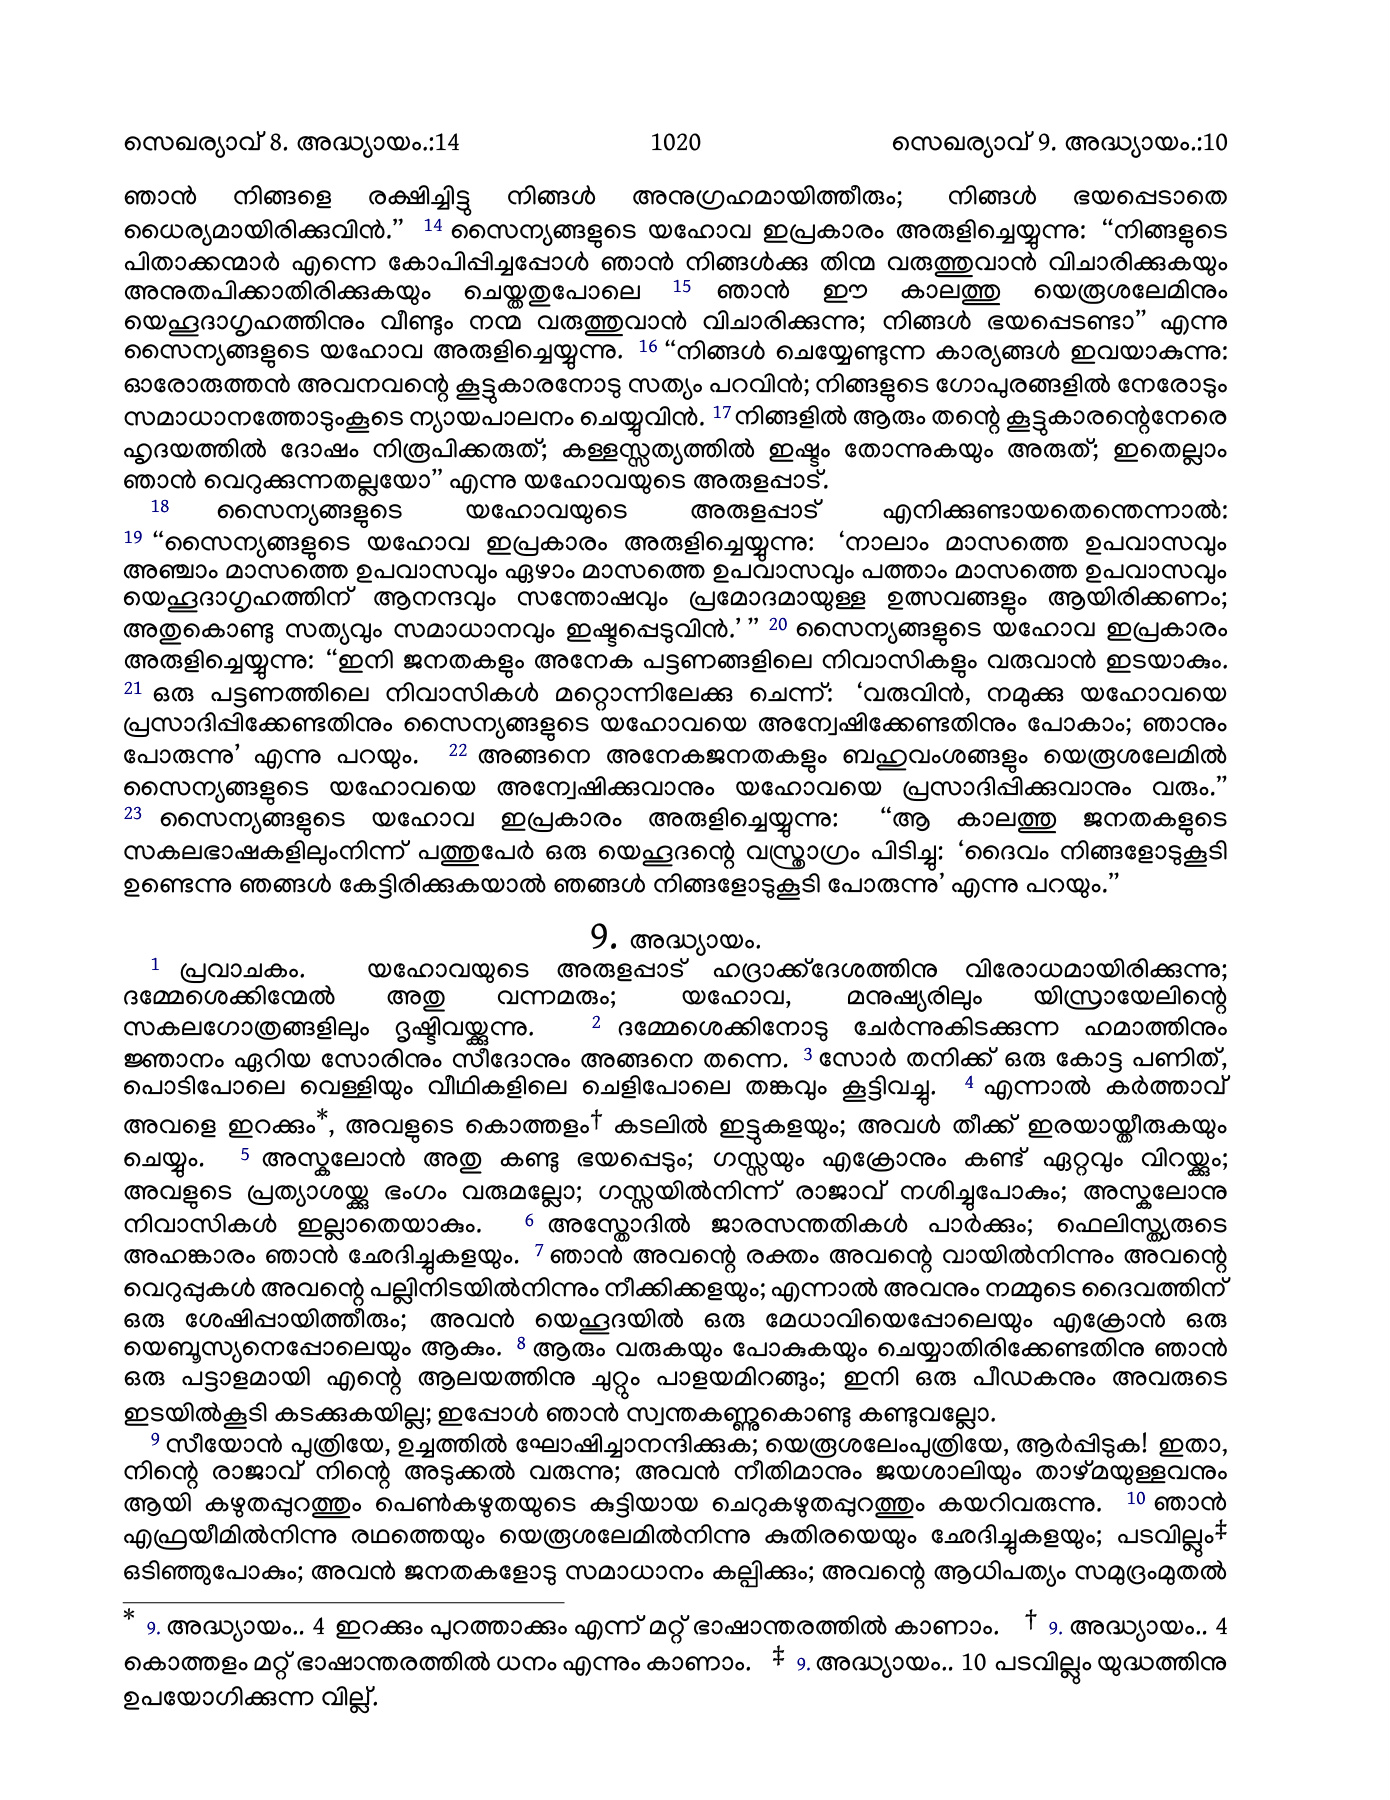 സെഖര്യാവ് 8. അദ്ധ്യായം.:14 1020 സെഖര്യാവ് 9. അദ്ധ്യായം.:10
ഞാൻ നിങ്ങളെ രക്ഷിച്ചിട്ടു നിങ്ങൾ അനുഗ്രഹമായിത്തീരും; നിങ്ങൾ ഭയപ്പെടാതെ
ധൈര്യമായിരിക്കുവിൻ.” 14 സൈന്യങ്ങളുടെ യഹോവ ഇപ്രകാരം അരുളിച്ചെയ്യുന്നു: “നിങ്ങളുടെ
പിതാക്കന്മാർ എന്നെ കോപിപ്പിച്ചപ്പോൾ ഞാൻ നിങ്ങൾക്കു തിന്മ വരുത്തുവാൻ വിചാരിക്കുകയും
അനുതപിക്കാതിരിക്കുകയും ചെയ്തതുപോലെ 15 ഞാൻ ഈ കാലത്തു യെരൂശലേമിനും
യെഹൂദാഗൃഹത്തിനും വീണ്ടും നന്മ വരുത്തുവാൻ വിചാരിക്കുന്നു; നിങ്ങൾ ഭയപ്പെടണ്ടാ” എന്നു
സൈന്യങ്ങളുടെ യഹോവ അരുളിച്ചെയ്യുന്നു. 16 “നിങ്ങൾ ചെയ്യേണ്ടുന്ന കാര്യങ്ങൾ ഇവയാകുന്നു:
ഓരോരുത്തൻ അവനവന്റെ കൂട്ടുകാരനോടു സത്യം പറവിൻ; നിങ്ങളുടെ ഗോപുരങ്ങളിൽ നേരോടും
സമാധാനത്തോടുംകൂടെ ന്യായപാലനം ചെയ്യുവിൻ. 17 നിങ്ങളിൽ ആരും തന്റെ കൂട്ടുകാരന്റെനേരെ
ഹൃദയത്തിൽ ദോഷം നിരൂപിക്കരുത്; കള്ളസ്സത്യത്തിൽ ഇഷ്ടം തോന്നുകയും അരുത്; ഇതെല്ലാം
ഞാൻ വെറുക്കുന്നതല്ലയോ” എന്നു യഹോവയുടെ അരുളപ്പാട്.
18 സൈന്യങ്ങളുടെ യഹോവയുടെ അരുളപ്പാട് എനിക്കുണ്ടായതെന്തെന്നാൽ:
19 “സൈന്യങ്ങളുടെ യഹോവ ഇപ്രകാരം അരുളിച്ചെയ്യുന്നു: ‘നാലാം മാസത്തെ ഉപവാസവും
അഞ്ചാം മാസത്തെ ഉപവാസവും ഏഴാം മാസത്തെ ഉപവാസവും പത്താം മാസത്തെ ഉപവാസവും
യെഹൂദാഗൃഹത്തിന് ആനന്ദവും സന്തോഷവും പ്രമോദമായുള്ള ഉത്സവങ്ങളും ആയിരിക്കണം;
അതുകൊണ്ടു സത്യവും സമാധാനവും ഇഷ്ടപ്പെടുവിൻ.’ ” 20 സൈന്യങ്ങളുടെ യഹോവ ഇപ്രകാരം
അരുളിച്ചെയ്യുന്നു: “ഇനി ജനതകളും അനേക പട്ടണങ്ങളിലെ നിവാസികളും വരുവാൻ ഇടയാകും.
21 ഒരു പട്ടണത്തിലെ നിവാസികൾ മറ്റൊന്നിലേക്കു ചെന്ന്: ‘വരുവിൻ, നമുക്കു യഹോവയെ
പ്രസാദിപ്പിക്കേണ്ടതിനും സൈന്യങ്ങളുടെ യഹോവയെ അന്വേഷിക്കേണ്ടതിനും പോകാം; ഞാനും
പോരുന്നു’ എന്നു പറയും. 22 അങ്ങനെ അനേകജനതകളും ബഹുവംശങ്ങളും യെരൂശലേമിൽ
സൈന്യങ്ങളുടെ യഹോവയെ അന്വേഷിക്കുവാനും യഹോവയെ പ്രസാദിപ്പിക്കുവാനും വരും.”
23 സൈന്യങ്ങളുടെ യഹോവ ഇപ്രകാരം അരുളിച്ചെയ്യുന്നു: “ആ കാലത്തു ജനതകളുടെ
സകലഭാഷകളിലുംനിന്ന് പത്തുപേർ ഒരു യെഹൂദന്റെ വസ്ത്രാഗ്രം പിടിച്ചു: ‘ദൈവം നിങ്ങളോടുകൂടി
ഉണ്ടെന്നു ഞങ്ങൾ കേട്ടിരിക്കുകയാൽ ഞങ്ങൾ നിങ്ങളോടുകൂടി പോരുന്നു’ എന്നു പറയും.”
9. അദ്ധ്യായം.
1 പ്രവാചകം. യഹോവയുടെ അരുളപ്പാട് ഹദ്രാക്ക്ദേശത്തിനു വിരോധമായിരിക്കുന്നു;
ദമ്മേശെക്കിന്മേൽ അതു വന്നമരും; യഹോവ, മനുഷ്യരിലും യിസ്രായേലിന്റെ
സകലഗോത്രങ്ങളിലും ദൃഷ്ടിവയ്ക്കുന്നു. 2 ദമ്മേശെക്കിനോടു ചേർന്നുകിടക്കുന്ന ഹമാത്തിനും
ജ്ഞാനം ഏറിയ സോരിനും സീദോനും അങ്ങനെ തന്നെ. 3 സോർ തനിക്ക് ഒരു കോട്ട പണിത്,
പൊടിപോലെ വെള്ളിയും വീഥികളിലെ ചെളിപോലെ തങ്കവും കൂട്ടിവച്ചു. 4 എന്നാൽ കർത്താവ്
അവളെ ഇറക്കും*, അവളുടെ കൊത്തളം† കടലിൽ ഇട്ടുകളയും; അവൾ തീക്ക് ഇരയായ്തീരുകയും
ചെയ്യും. 5 അസ്കലോൻ അതു കണ്ടു ഭയപ്പെടും; ഗസ്സയും എക്രോനും കണ്ട് ഏറ്റവും വിറയ്ക്കും;
അവളുടെ പ്രത്യാശയ്ക്കു ഭംഗം വരുമല്ലോ; ഗസ്സയിൽനിന്ന് രാജാവ് നശിച്ചുപോകും; അസ്കലോനു
നിവാസികൾ ഇല്ലാതെയാകും. 6 അസ്തോദിൽ ജാരസന്തതികൾ പാർക്കും; ഫെലിസ്ത്യരുടെ
അഹങ്കാരം ഞാൻ ഛേദിച്ചുകളയും. 7 ഞാൻ അവന്റെ രക്തം അവന്റെ വായിൽനിന്നും അവന്റെ
വെറുപ്പുകൾ അവന്റെ പല്ലിനിടയിൽനിന്നും നീക്കിക്കളയും; എന്നാൽ അവനും നമ്മുടെ ദൈവത്തിന്
ഒരു ശേഷിപ്പായിത്തീരും; അവൻ യെഹൂദയിൽ ഒരു മേധാവിയെപ്പോലെയും എക്രോൻ ഒരു
യെബൂസ്യനെപ്പോലെയും ആകും. 8 ആരും വരുകയും പോകുകയും ചെയ്യാതിരിക്കേണ്ടതിനു ഞാൻ
ഒരു പട്ടാളമായി എന്റെ ആലയത്തിനു ചുറ്റും പാളയമിറങ്ങും; ഇനി ഒരു പീഡകനും അവരുടെ
ഇടയിൽകൂടി കടക്കുകയില്ല; ഇപ്പോൾ ഞാൻ സ്വന്തകണ്ണുകൊണ്ടു കണ്ടുവല്ലോ.
9 സീയോൻ പുത്രിയേ, ഉച്ചത്തിൽ ഘോഷിച്ചാനന്ദിക്കുക; യെരൂശലേംപുത്രിയേ, ആർപ്പിടുക! ഇതാ,
നിന്റെ രാജാവ് നിന്റെ അടുക്കൽ വരുന്നു; അവൻ നീതിമാനും ജയശാലിയും താഴ്മയുള്ളവനും
ആയി കഴുതപ്പുറത്തും പെൺകഴുതയുടെ കുട്ടിയായ ചെറുകഴുതപ്പുറത്തും കയറിവരുന്നു. 10 ഞാൻ
എഫ്രയീമിൽനിന്നു രഥത്തെയും യെരൂശലേമിൽനിന്നു കുതിരയെയും ഛേദിച്ചുകളയും; പടവില്ലും‡
ഒടിഞ്ഞുപോകും; അവൻ ജനതകളോടു സമാധാനം കല്പിക്കും; അവന്റെ ആധിപത്യം സമുദ്രംമുതൽ
* 9. അദ്ധ്യായം.. 4 ഇറക്കും പുറത്താക്കും എന്ന് മറ്റ് ഭാഷാന്തരത്തിൽ കാണാം. † 9. അദ്ധ്യായം.. 4
കൊത്തളം മറ്റ് ഭാഷാന്തരത്തിൽ ധനം എന്നും കാണാം. ‡ 9. അദ്ധ്യായം.. 10 പടവില്ലും യുദ്ധത്തിനു
ഉപയോഗിക്കുന്ന വില്ല്.